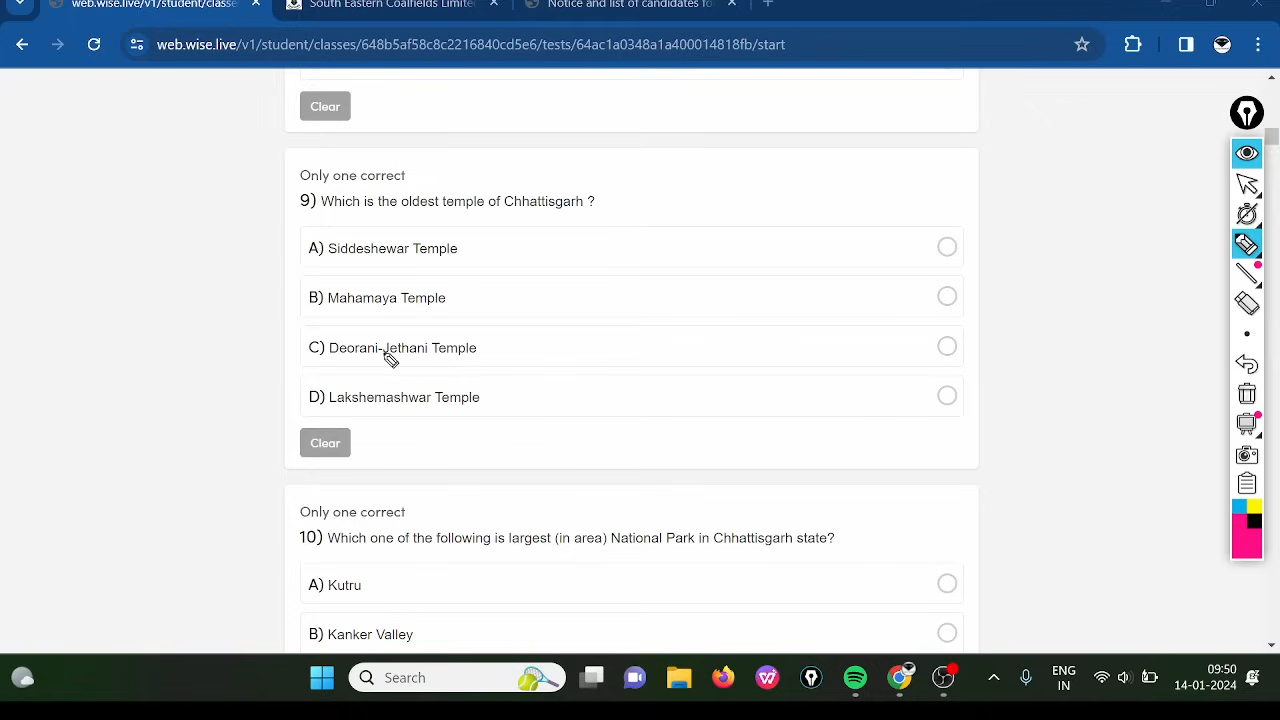 web.wise.live/v1/student/classe
South Eastern Coalfields Limite
Notice and list of candidates fo
web.wise.live/v1/student/classes/648b5af58c8c2216840cd5e6/tests/64ac1a0348a1a400014818fb/start
Clear
Only one correct
9) Which is the oldest temple of Chhattisgarh ?
A) Siddeshewar Temple
B) Mahamaya Temple
C) Deorani-Jethani Temple
D) Lakshemashwar Temple
Clear
Only one correct
10) Which one of the following is largest (in area) National Park in Chhattisgarh state?
A) Kutru
B) Kanker Valley
Search
ENG
IN
09:50
14-01-2024